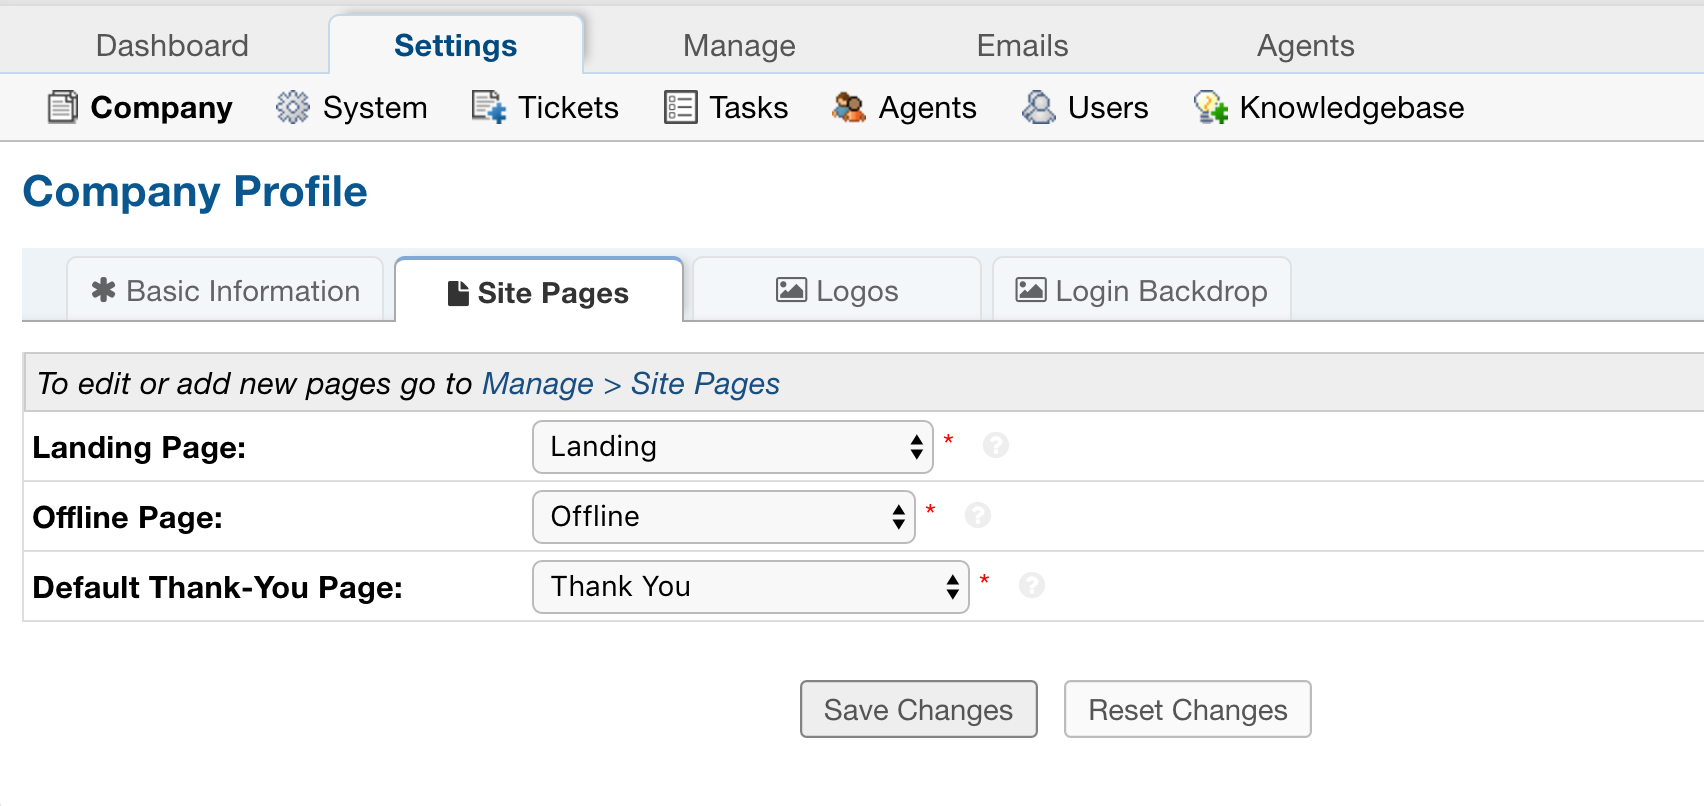 Dashboard Settings Manage Emails Agents
Company System Tickets Tasks Agents Users Knowledgebase
Company Profile
Basic Information Site Pages Logos Login Backdrop
To edit or add new pages go to Manage > Site Pages
Landing Page: Landing * ?
Offline Page: Offline * ?
Default Thank-You Page: Thank You * ?
Save Changes Reset Changes